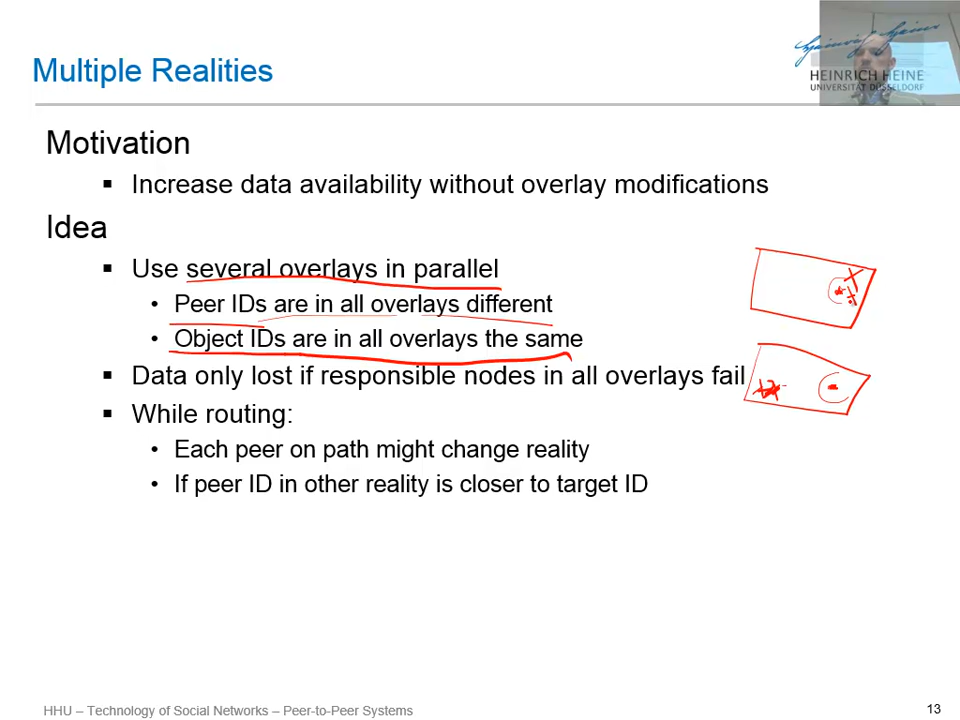 Multiple Realities
HEINRICH HEINE
UNIVERSITÄT DÜSSELDORF
Motivation
▪ Increase data availability without overlay modifications
Idea
▪ Use several overlays in parallel
• Peer IDs are in all overlays different
• Object IDs are in all overlays the same
▪ Data only lost if responsible nodes in all overlays fail
▪ While routing:
• Each peer on path might change reality
• If peer ID in other reality is closer to target ID
HHU – Technology of Social Networks – Peer-to-Peer Systems
13